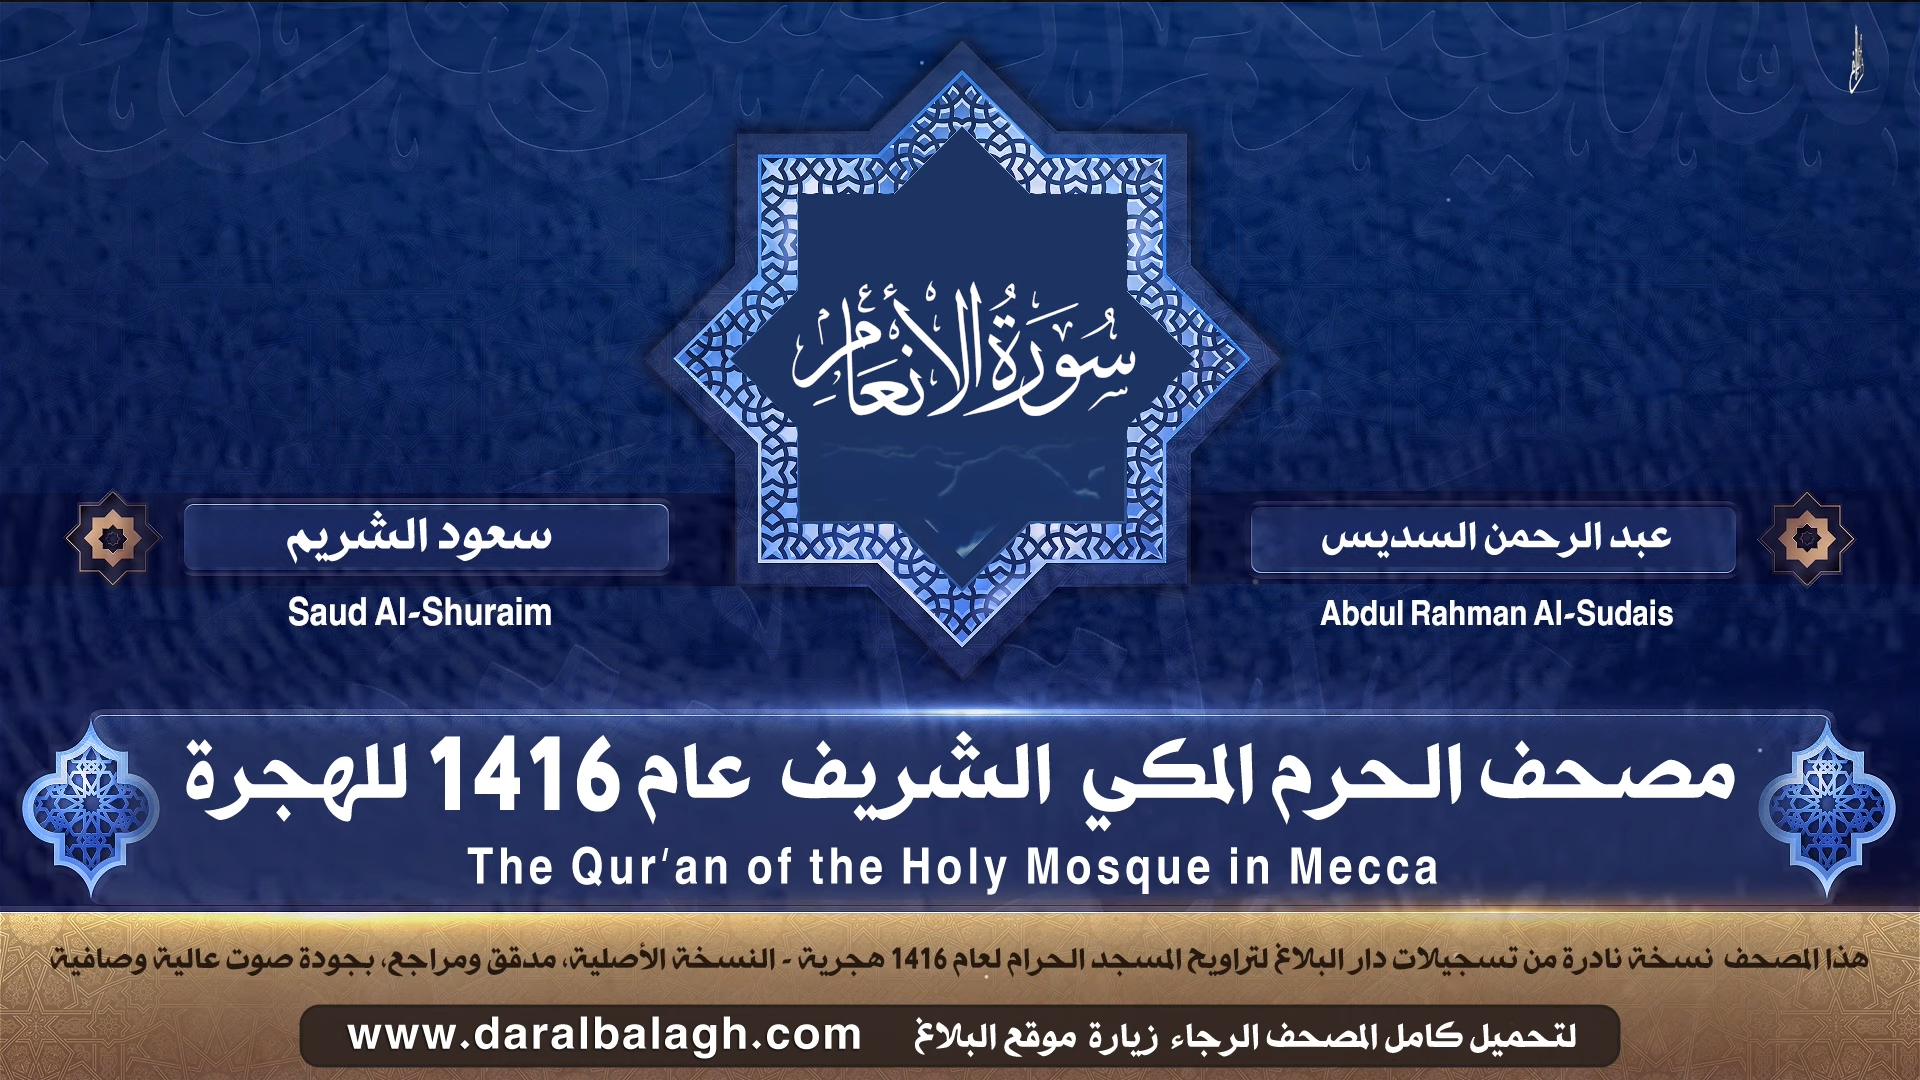 سُورَةُ الأَنْعَامِ
عبد الرحمن السديس
سعود الشريم
Abdul Rahman Al-Sudais
Saud Al-Shuraim
مصحف الحرم المكي الشريف عام 1416 للهجرة
The Qur'an of the Holy Mosque in Mecca
هذا المصحف نسخة نادرة من تسجيلات دار البلاغ لتراويح المسجد الحرام لعام 1416 هجرية - النسخة الأصلية، مدقق ومراجع، بجودة صوت عالية وصافية
لتحميل كامل المصحف الرجاء زيارة موقع البلاغ www.daralbalagh.com